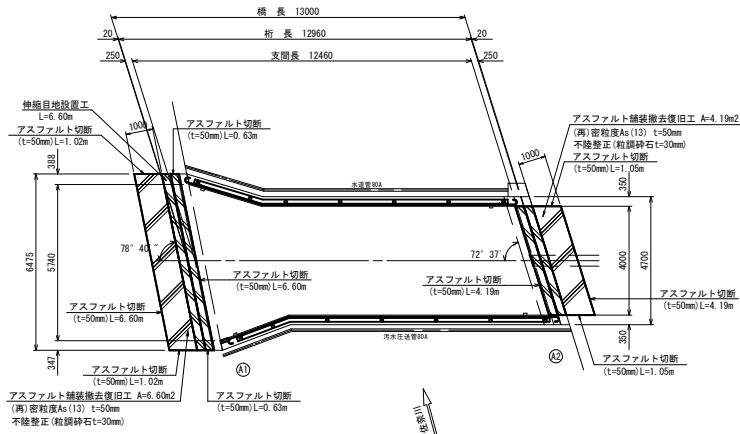 橋 長 13000
20
桁 長 12960
20
250
支間長 12460
250
伸縮目地設置工
L=6.60m
1000
アスファルト切断
(t=50mm)L=1.02m
アスファルト切断
(t=50mm)L=0.63m
アスファルト舗装撤去復旧工 A=4.19m2
(再)密粒度As(13) t=50mm
不陸整正(粒調砕石t=30mm)
1000
アスファルト切断
(t=50mm)L=1.05m
388
水道管80A
350
6475
5740
78° 40′″
72° 37′
4000
4700
アスファルト切断
(t=50mm)L=6.60m
アスファルト切断
(t=50mm)L=4.19m
アスファルト切断
(t=50mm)L=6.60m
アスファルト切断
(t=50mm)L=4.19m
347
汚水圧送管80A
350
A1
A2
アスファルト切断
(t=50mm)L=1.02m
アスファルト切断
(t=50mm)L=0.63m
アスファルト切断
(t=50mm)L=1.05m
アスファルト舗装撤去復旧工 A=6.60m2
(再)密粒度As(13) t=50mm
不陸整正(粒調砕石t=30mm)
佐奈川